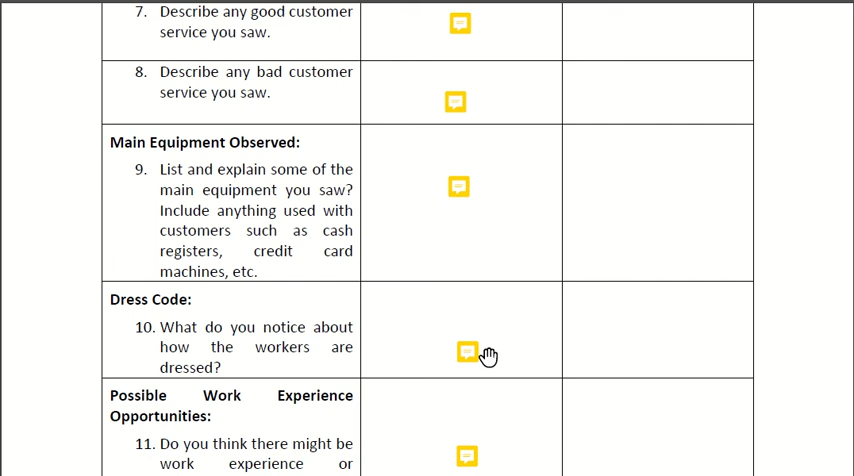 7. Describe any good customer
service you saw.
8. Describe any bad customer
service you saw.
Main Equipment Observed:
9. List and explain some of the
main equipment you saw?
Include anything used with
customers such as cash
registers, credit card
machines, etc.
Dress Code:
10. What do you notice about
how the workers are
dressed?
Possible Work Experience
Opportunities:
11. Do you think there might be
work experience or